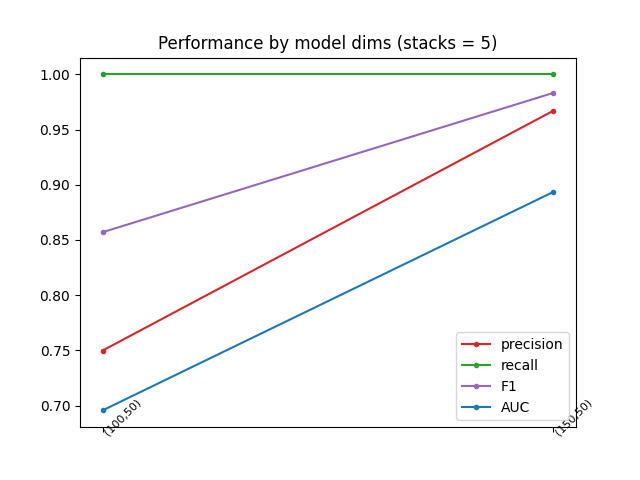 Performance by model dims (stacks = 5)
1.00
0.95
0.90
0.85
0.80
0.75
0.70
precision
recall
F1
AUC
(100,50)
(150,50)